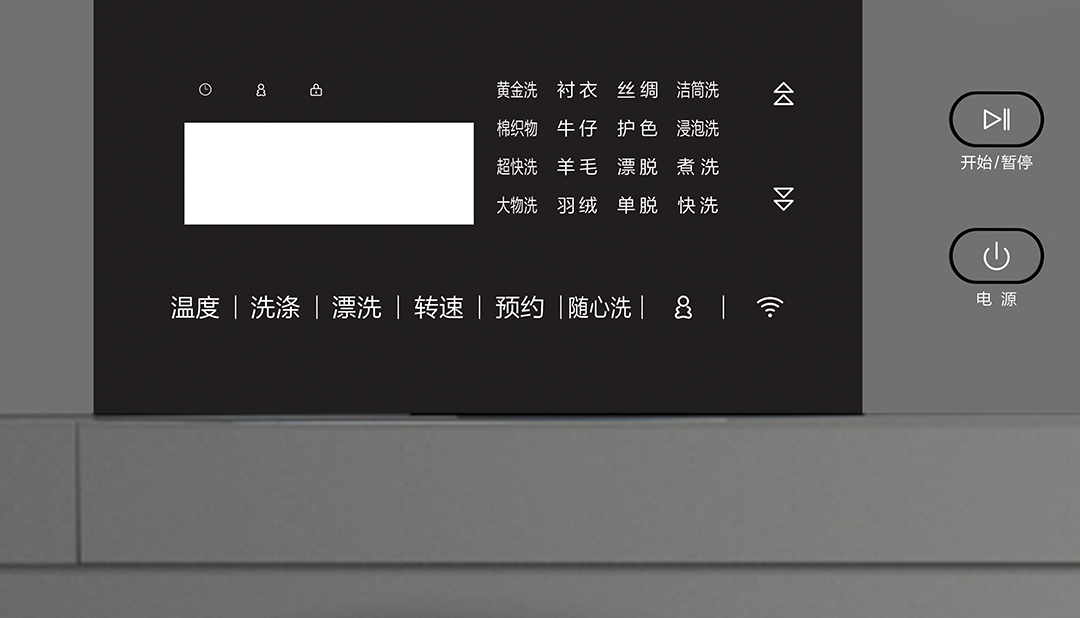 黄金洗 衬衣 丝绸 洁筒洗
棉织物 牛仔 护色 浸泡洗
超快洗 羊毛 漂脱 煮洗
大物洗 羽绒 单脱 快洗
开始/暂停
电源
温度 | 洗涤 | 漂洗 | 转速 | 预约 | 随心洗 |